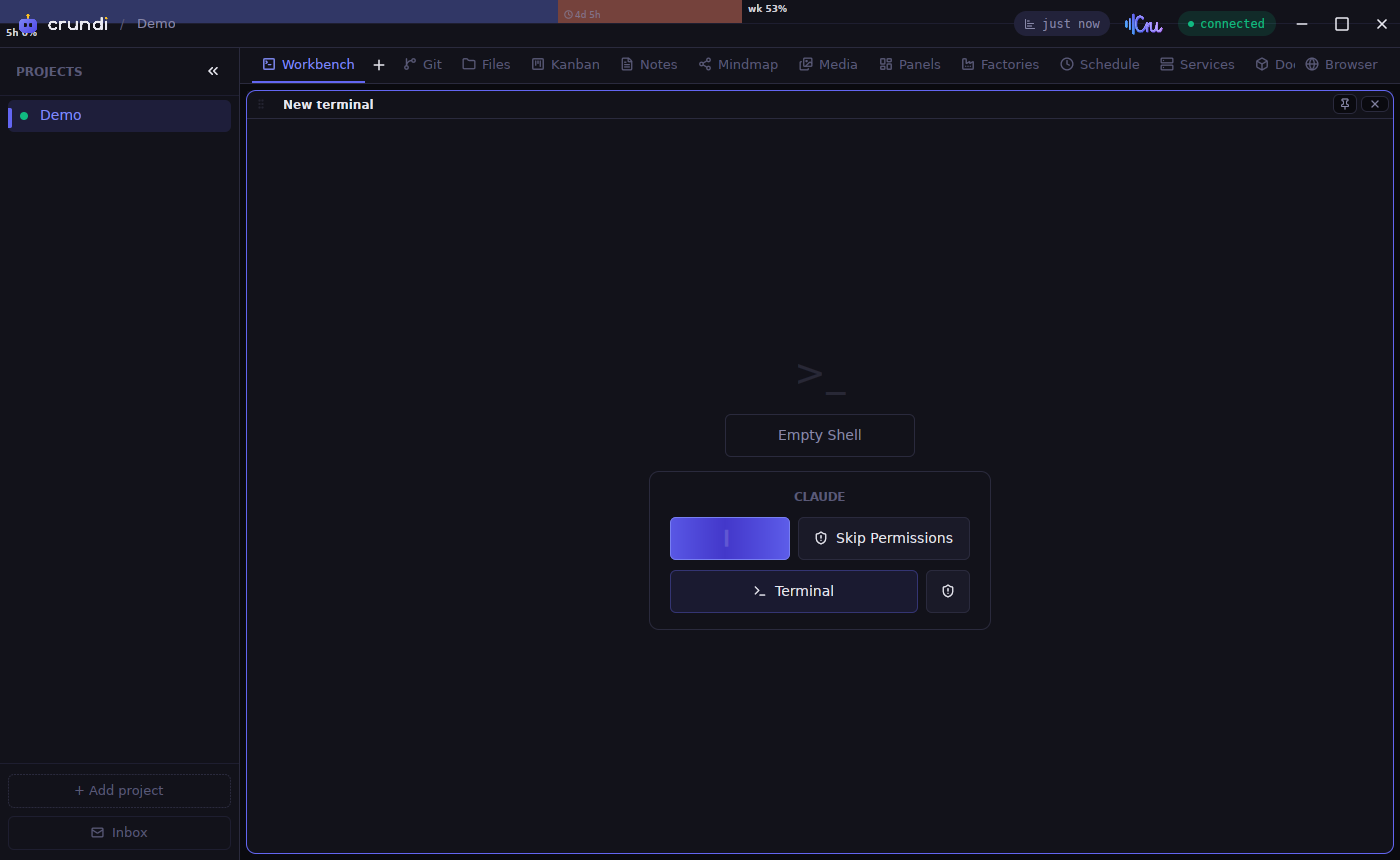 4d 5h
wk 53%
5h 0%
crundi / Demo
just now
Cru
connected
PROJECTS
Workbench
Git
Files
Kanban
Notes
Mindmap
Media
Panels
Factories
Schedule
Services
Doc
Browser
Demo
New terminal
>_
Empty Shell
CLAUDE
Skip Permissions
Terminal
+ Add project
Inbox